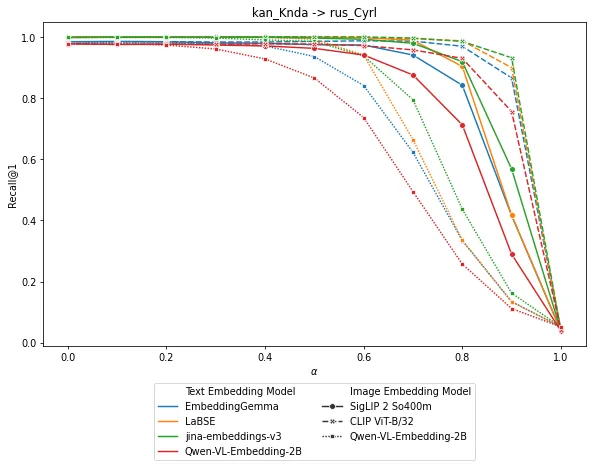 kan_Knda -> rus_Cyrl
Recall@1
1.0
0.8
0.6
0.4
0.2
0.0
0.0 0.2 0.4 0.6 0.8 1.0
α
Text Embedding Model
EmbeddingGemma
LaBSE
jina-embeddings-v3
Qwen-VL-Embedding-2B
Image Embedding Model
SigLIP 2 So400m
CLIP ViT-B/32
Qwen-VL-Embedding-2B